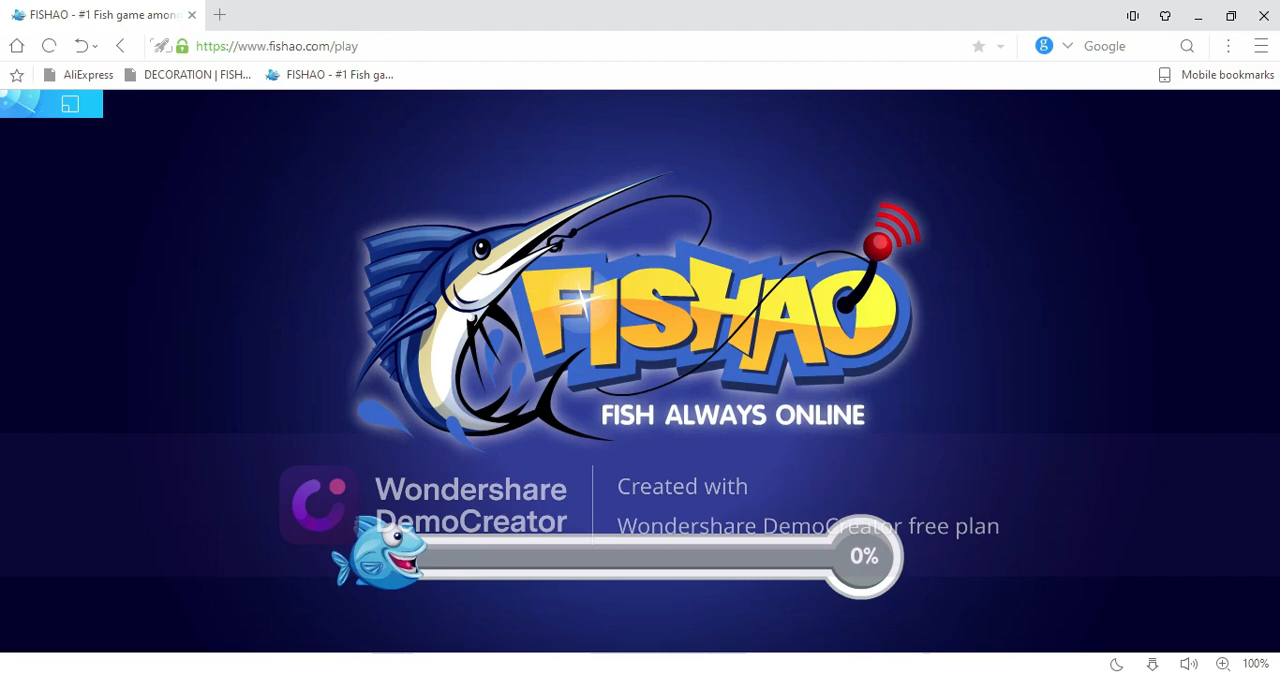 FISHAO - #1 Fish game amon
https://www.fishao.com/play
Google
AliExpress
DECORATION | FISH...
FISHAO - #1 Fish ga...
Mobile bookmarks
FISHAO
FISH ALWAYS ONLINE
Wondershare
DemoCreator
Created with
Wondershare DemoCreator free plan
0%
100%